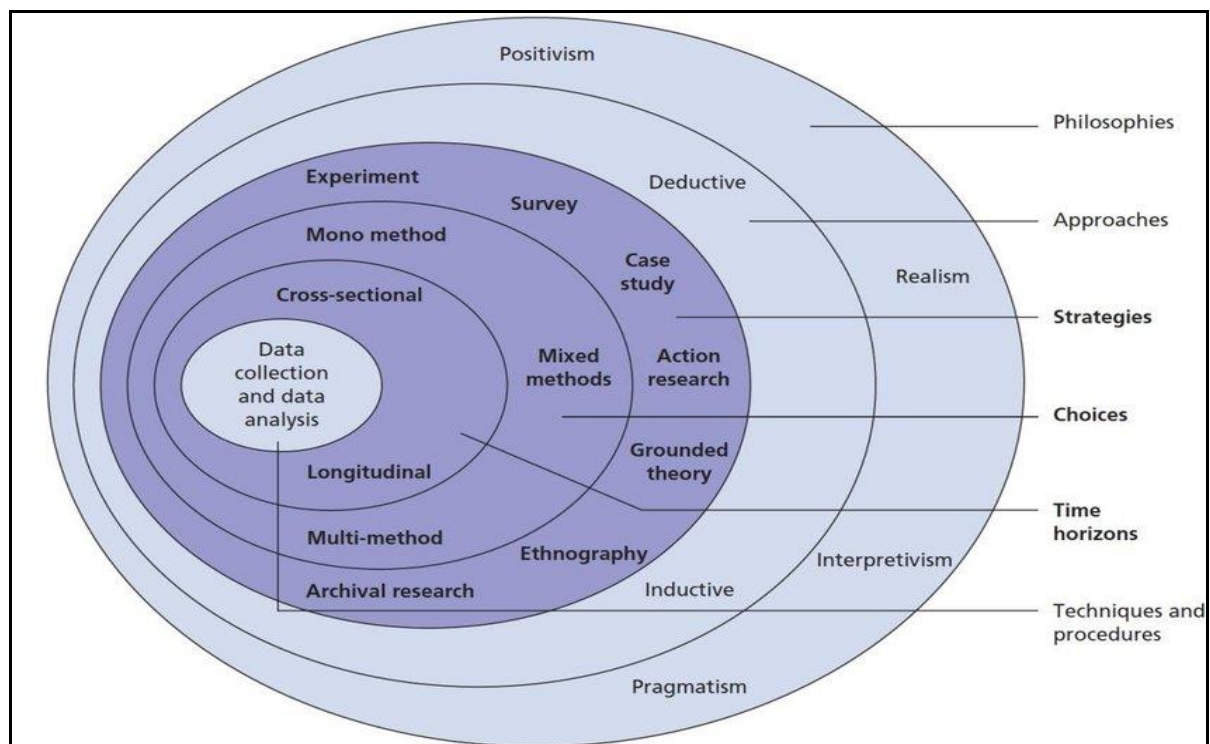 Positivism
Philosophies
Experiment
Deductive
Survey
Approaches
Mono method
Case
study
Realism
Cross-sectional
Strategies
Data
collection
and data
analysis
Mixed
methods
Action
research
Choices
Longitudinal
Grounded
theory
Time
horizons
Multi-method
Ethnography
Interpretivism
Archival research
Inductive
Techniques and
procedures
Pragmatism